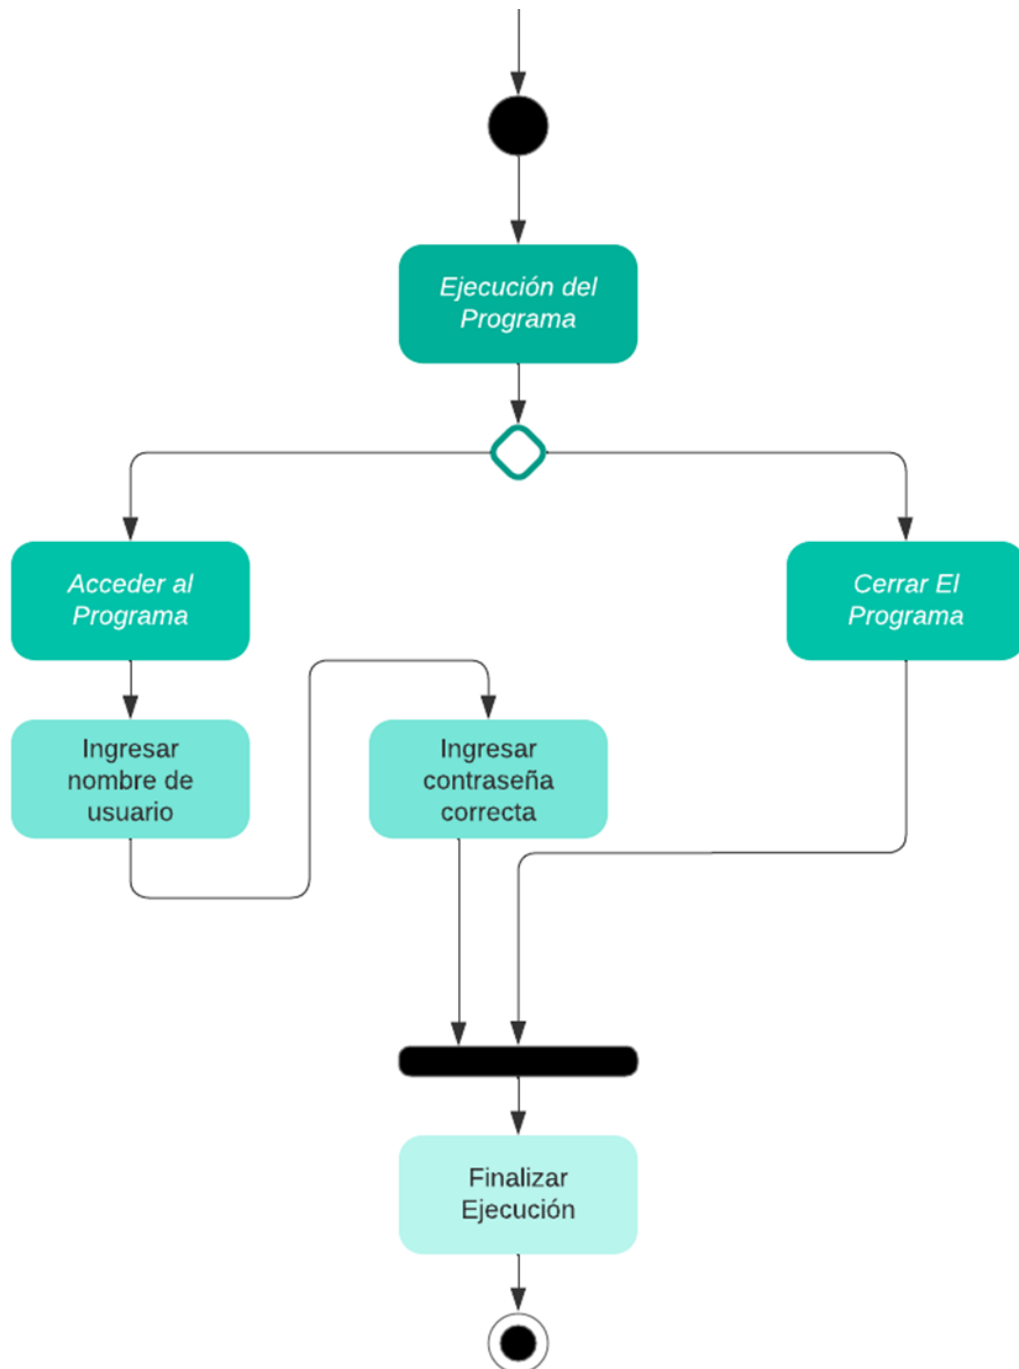 Ejecución del
Programa
Acceder al
Programa
Cerrar El
Programa
Ingresar
nombre de
usuario
Ingresar
contraseña
correcta
Finalizar
Ejecución